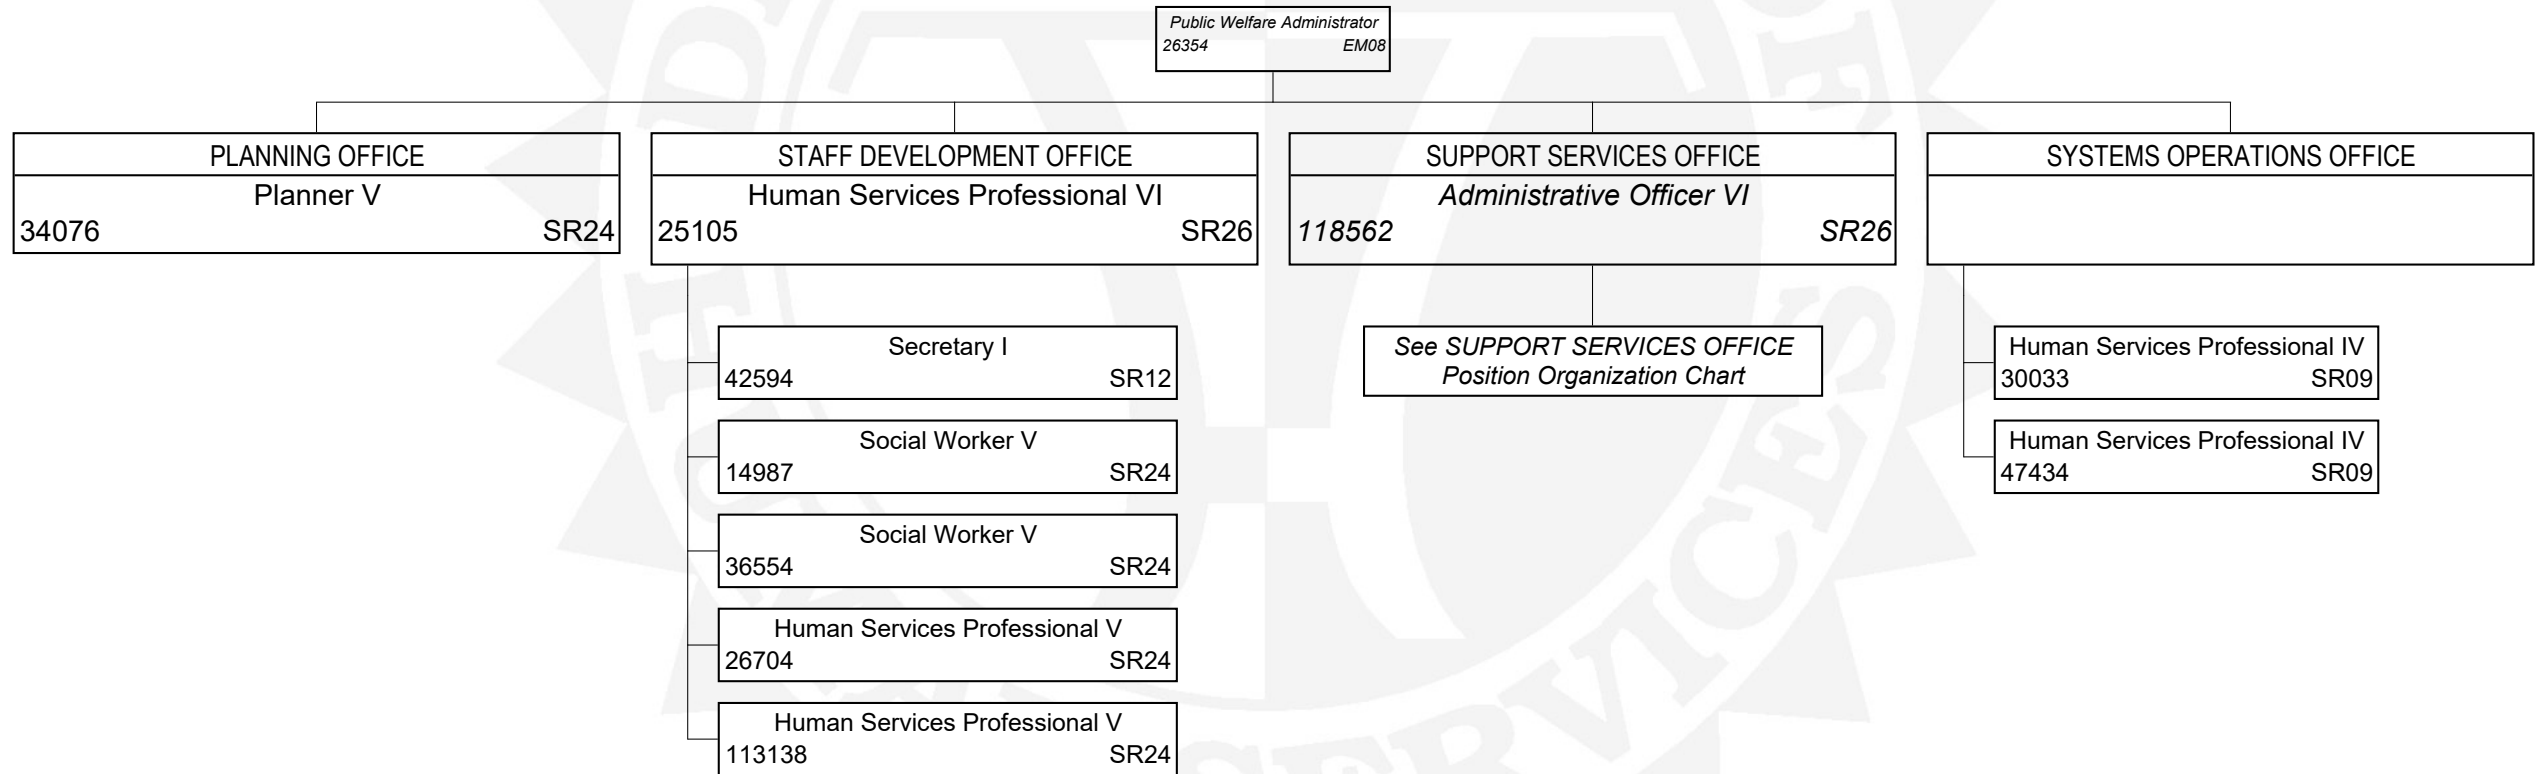 Public Welfare Administrator
26354 EM08
PLANNING OFFICE
Planner V
34076 SR24
STAFF DEVELOPMENT OFFICE
Human Services Professional VI
25105 SR26
Secretary I
42594 SR12
Social Worker V
14987 SR24
Social Worker V
36554 SR24
Human Services Professional V
26704 SR24
Human Services Professional V
113138 SR24
SUPPORT SERVICES OFFICE
Administrative Officer VI
118562 SR26
See SUPPORT SERVICES OFFICE
Position Organization Chart
SYSTEMS OPERATIONS OFFICE
Human Services Professional IV
30033 SR09
Human Services Professional IV
47434 SR09